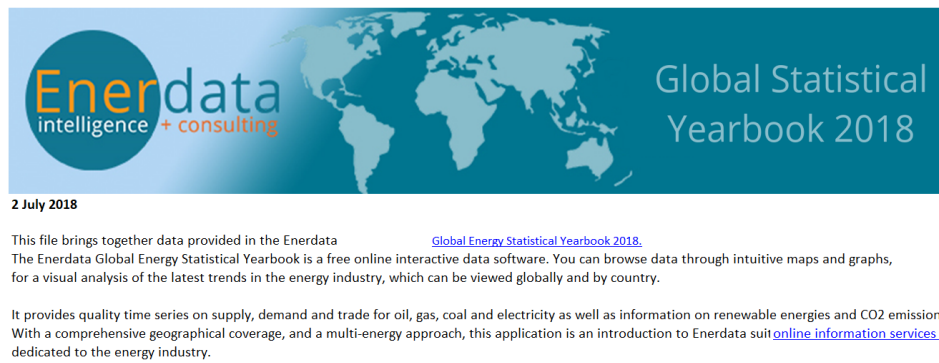 Enerdata
intelligence + consulting
Global Statistical
Yearbook 2018
2 July 2018
This file brings together data provided in the Enerdata Global Energy Statistical Yearbook 2018.
The Enerdata Global Energy Statistical Yearbook is a free online interactive data software. You can browse data through intuitive maps and graphs,
for a visual analysis of the latest trends in the energy industry, which can be viewed globally and by country.
It provides quality time series on supply, demand and trade for oil, gas, coal and electricity as well as information on renewable energies and CO2 emission
With a comprehensive geographical coverage, and a multi-energy approach, this application is an introduction to Enerdata suit online information services
dedicated to the energy industry.